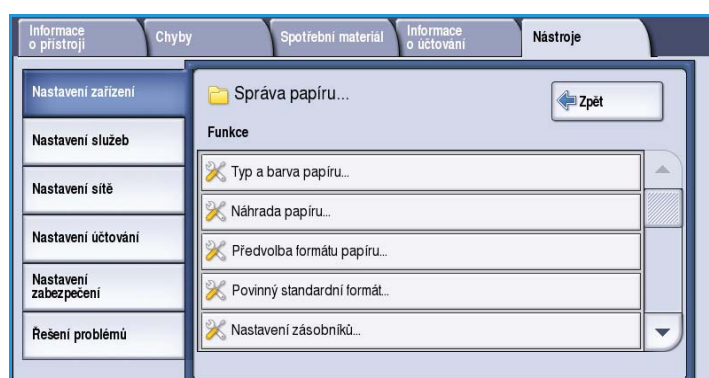 Informace
o přístroji
Chyby
Spotřební materiál
Informace
o účtování
Nástroje
Nastavení zařízení
Nastavení služeb
Nastavení sítě
Nastavení účtování
Nastavení
zabezpečení
Řešení problémů
Správa papíru...
Zpět
Funkce
Typ a barva papíru...
Náhrada papíru...
Předvolba formátu papíru...
Povinný standardní formát...
Nastavení zásobníků...